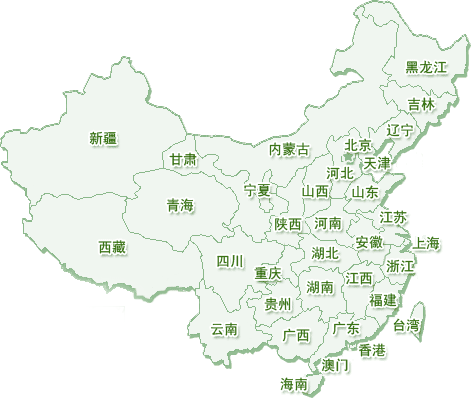 黑龙江
吉林
辽宁
新疆
甘肃
内蒙古
北京
天津
河北
宁夏
山西
山东
青海
陕西
河南
江苏
西藏
四川
湖北
安徽
上海
重庆
浙江
湖南
江西
贵州
福建
云南
广西
广东
台湾
香港
澳门
海南